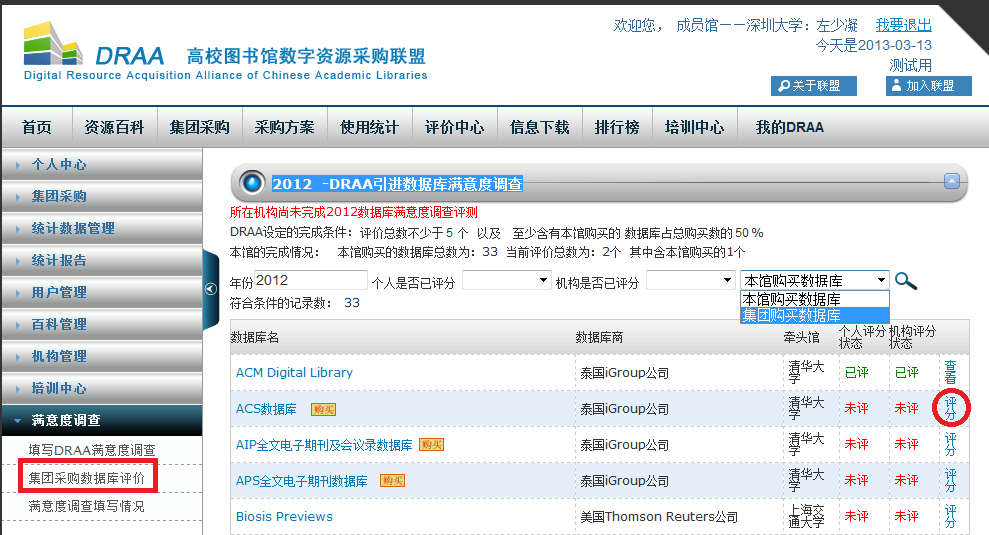 欢迎您， 成员馆－－深圳大学: 左少凝 我要退出
DRAA 高校图书馆数字资源采购联盟
今天是2013-03-13
Digital Resource Acquisition Alliance of Chinese Academic Libraries
测试用
关于联盟 加入联盟
首页 资源百科 集团采购 采购方案 使用统计 评价中心 信息下载 排行榜 培训中心 我的DRAA
个人中心
集团采购
统计数据管理
统计报告
用户管理
百科管理
机构管理
培训中心
满意度调查
填写DRAA满意度调查
集团采购数据库评价
满意度调查填写情况
2012 -DRAA引进数据库满意度调查
所在机构尚未完成2012数据库满意度调查评测
DRAA设定的完成条件: 评价总数不少于5 个 以及 至少含有本馆购买的 数据库占总购买数的50 %
本馆的完成情况: 本馆购买的数据库总数为: 33 当前评价总数为: 2个 其中含本馆购买的1个
年份 2012 个人是否已评分 机构是否已评分 本馆购买数据库
本馆购买数据库
集团购买数据库
符合条件的记录数: 33
数据库名 数据库商 牵头馆 个人评分状态 机构评分状态
ACM Digital Library 泰国iGroup公司 清华大学 已评 已评 查看
ACS数据库 购买 泰国iGroup公司 清华大学 未评 未评 评分
AIP全文电子期刊及会议录数据库 购买 泰国iGroup公司 清华大学 未评 未评 评分
APS全文电子期刊数据库 购买 泰国iGroup公司 清华大学 未评 未评 评分
Biosis Previews 美国Thomson Reuters公司 上海交通大学 未评 未评 评分